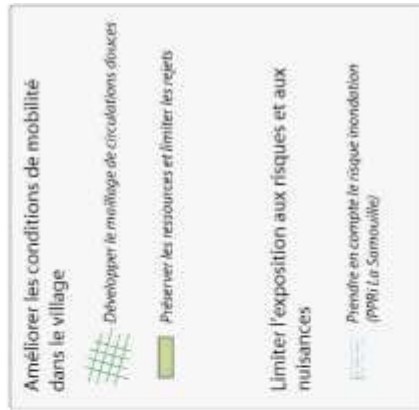 Améliorer les conditions de mobilité
dans le village
Développer le maillage de circulations douces
Préserver les ressources et limiter les rejets
Limiter l'exposition aux risques et aux
nuisances
Prendre en compte le risque inondation
(PPRi La Samouille)